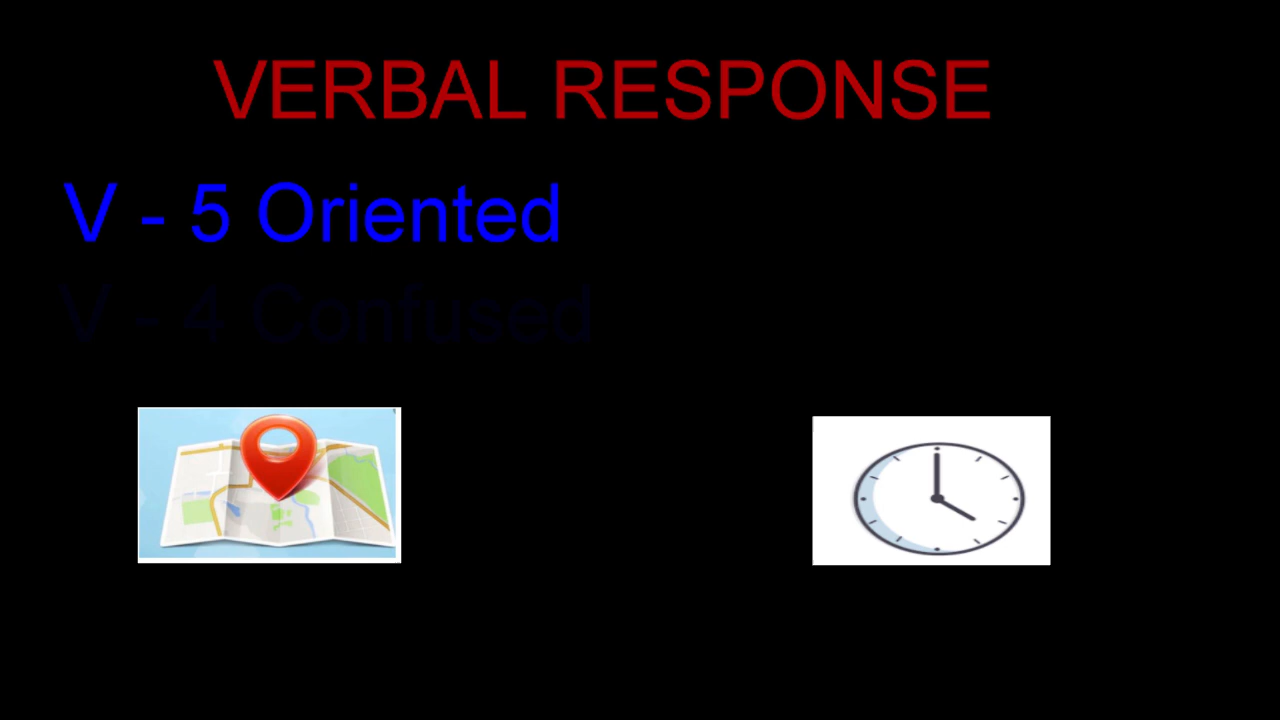 VERBAL RESPONSE
V - 5 Oriented
V - 4 Confused